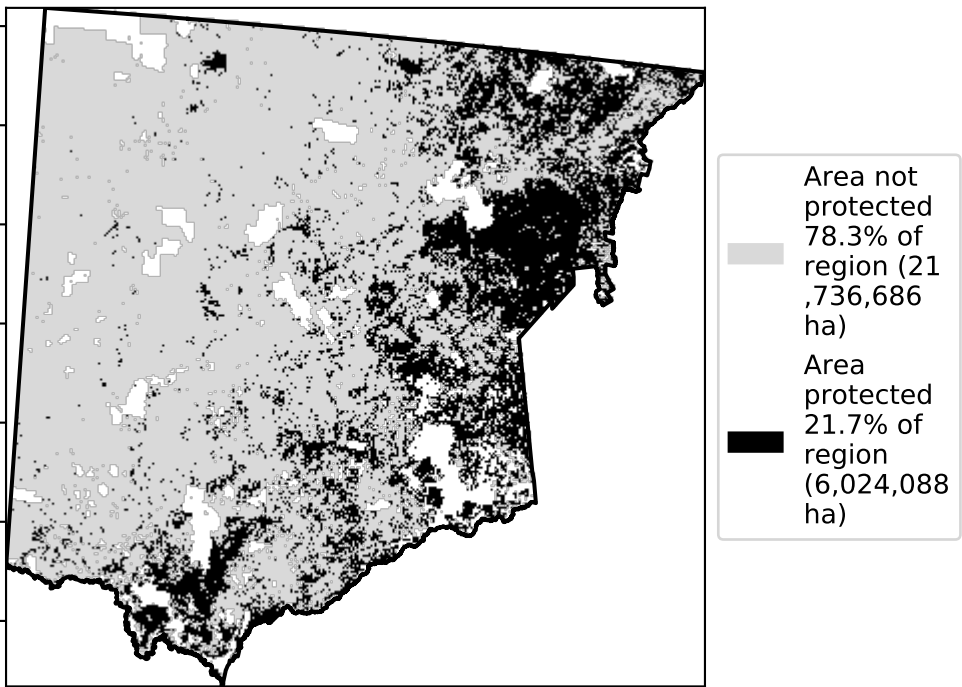 Area not
protected
78.3% of
region (21
,736,686
ha)
Area
protected
21.7% of
region
(6,024,088
ha)